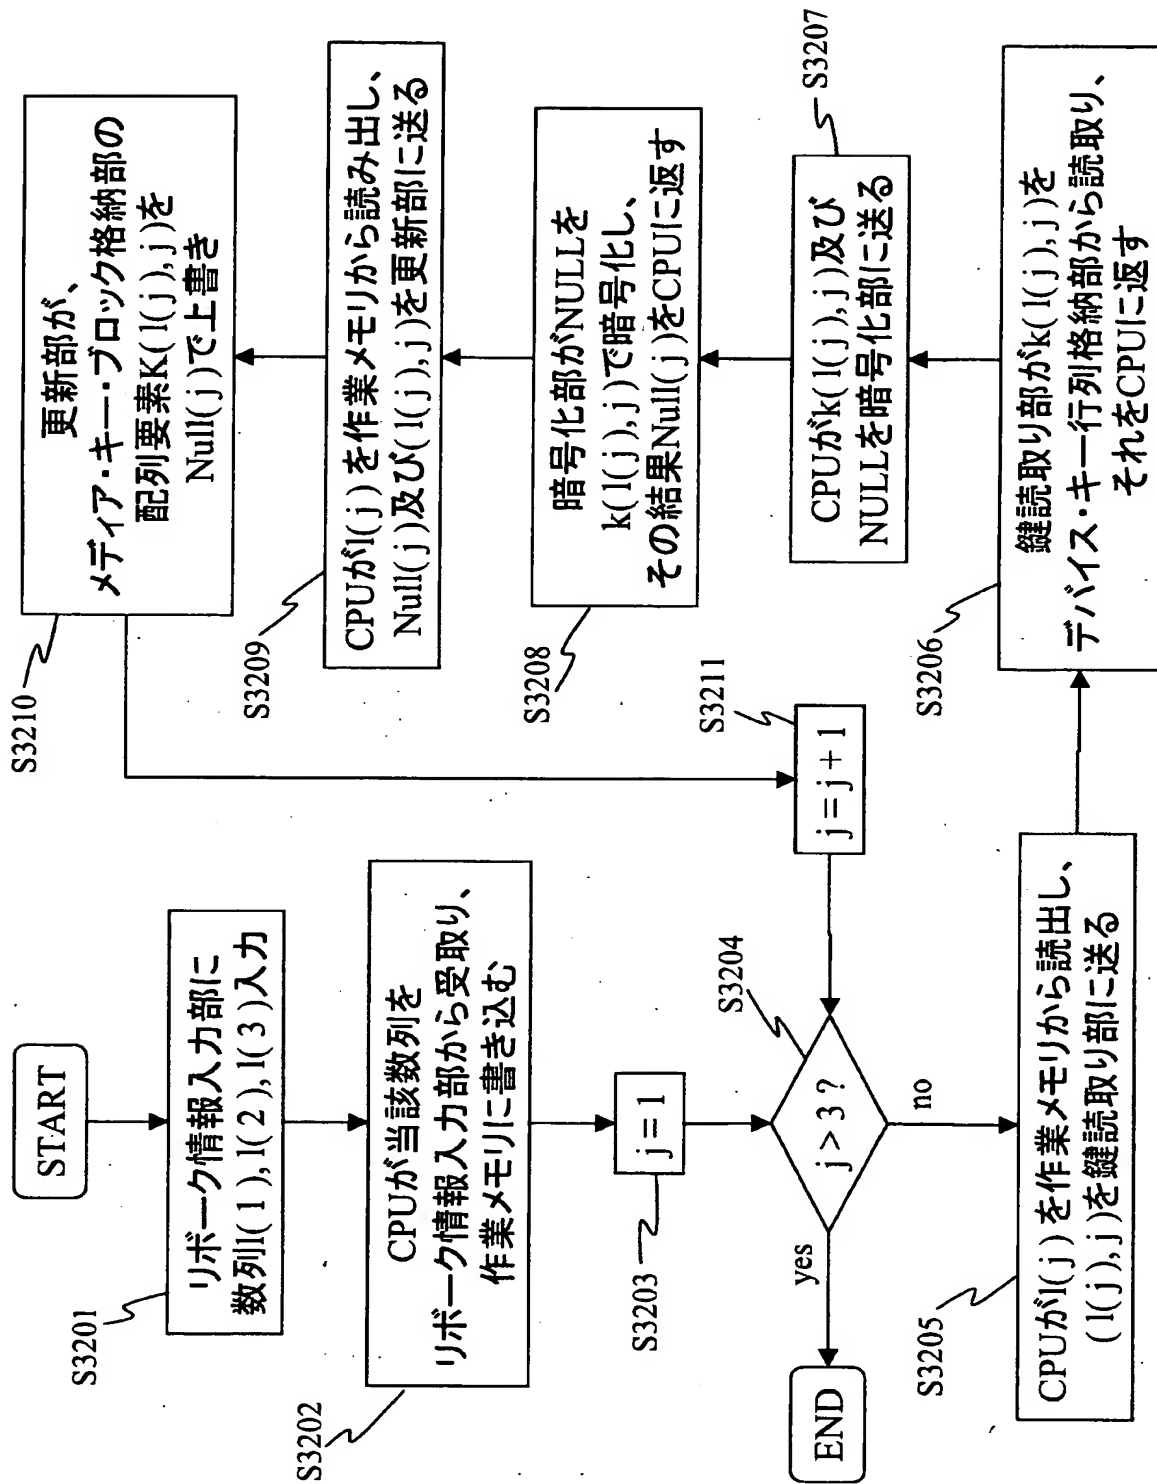 START
S3201
リボーク情報入力部に
数列l(1),l(2),l(3)入力
S3202
CPUが当該数列を
リボーク情報入力部から受取り、
作業メモリに書き込む
S3203
j=1
S3204
j>3?
yes
END
no
S3205
CPUがl(j)を作業メモリから読出し、
(l(j),j)を鍵読取り部に送る
S3206
鍵読取り部がk(l(j),j)を
デバイス・キー行列格納部から読取り、
それをCPUに返す
S3207
CPUがk(l(j),j)及び
NULLを暗号化部に送る
S3208
暗号化部がNULLを
k(l(j),j)で暗号化し、
その結果Null(j)をCPUに返す
S3209
CPUがl(j)を作業メモリから読み出し、
Null(j)及び(l(j),j)を更新部に送る
S3210
更新部が、
メディア・キー・ブロック格納部の
配列要素K(l(j),j)を
Null(j)で上書き
S3211
j=j+1